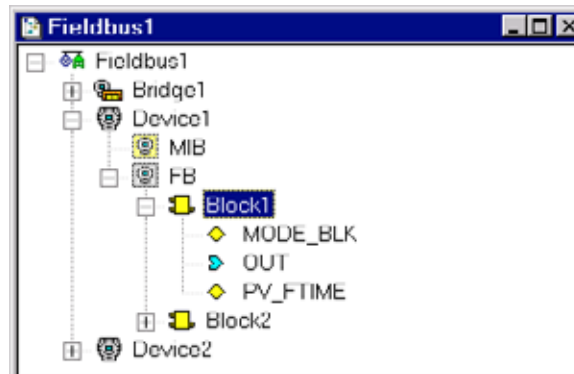 Fieldbus1
Fieldbus1
Bridge1
Device1
MIB
FB
Block1
MODE_BLK
OUT
PV_FTIME
Block2
Device2